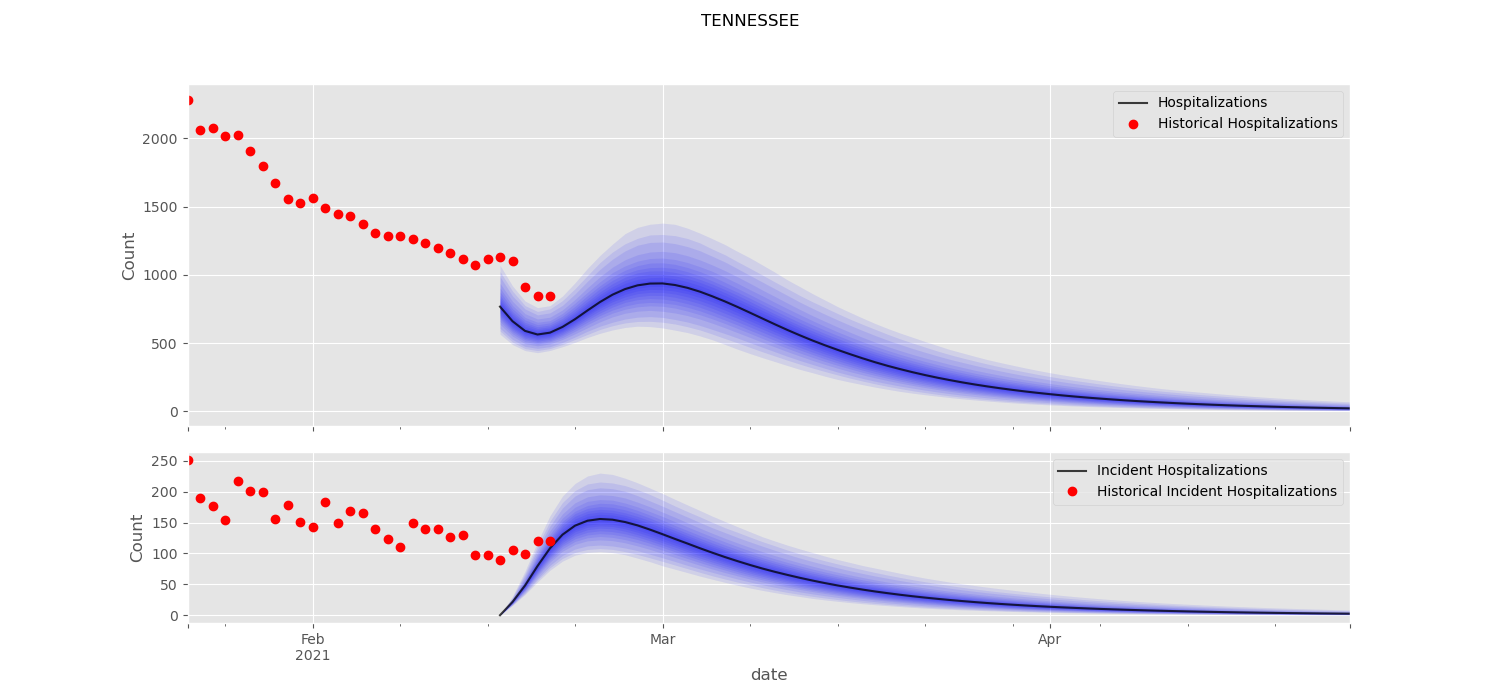 TENNESSEE
Hospitalizations
Historical Hospitalizations
2000
1500
1000
500
0
Count
Incident Hospitalizations
Historical Incident Hospitalizations
250
200
150
100
50
0
Count
Feb
2021
Mar
Apr
date